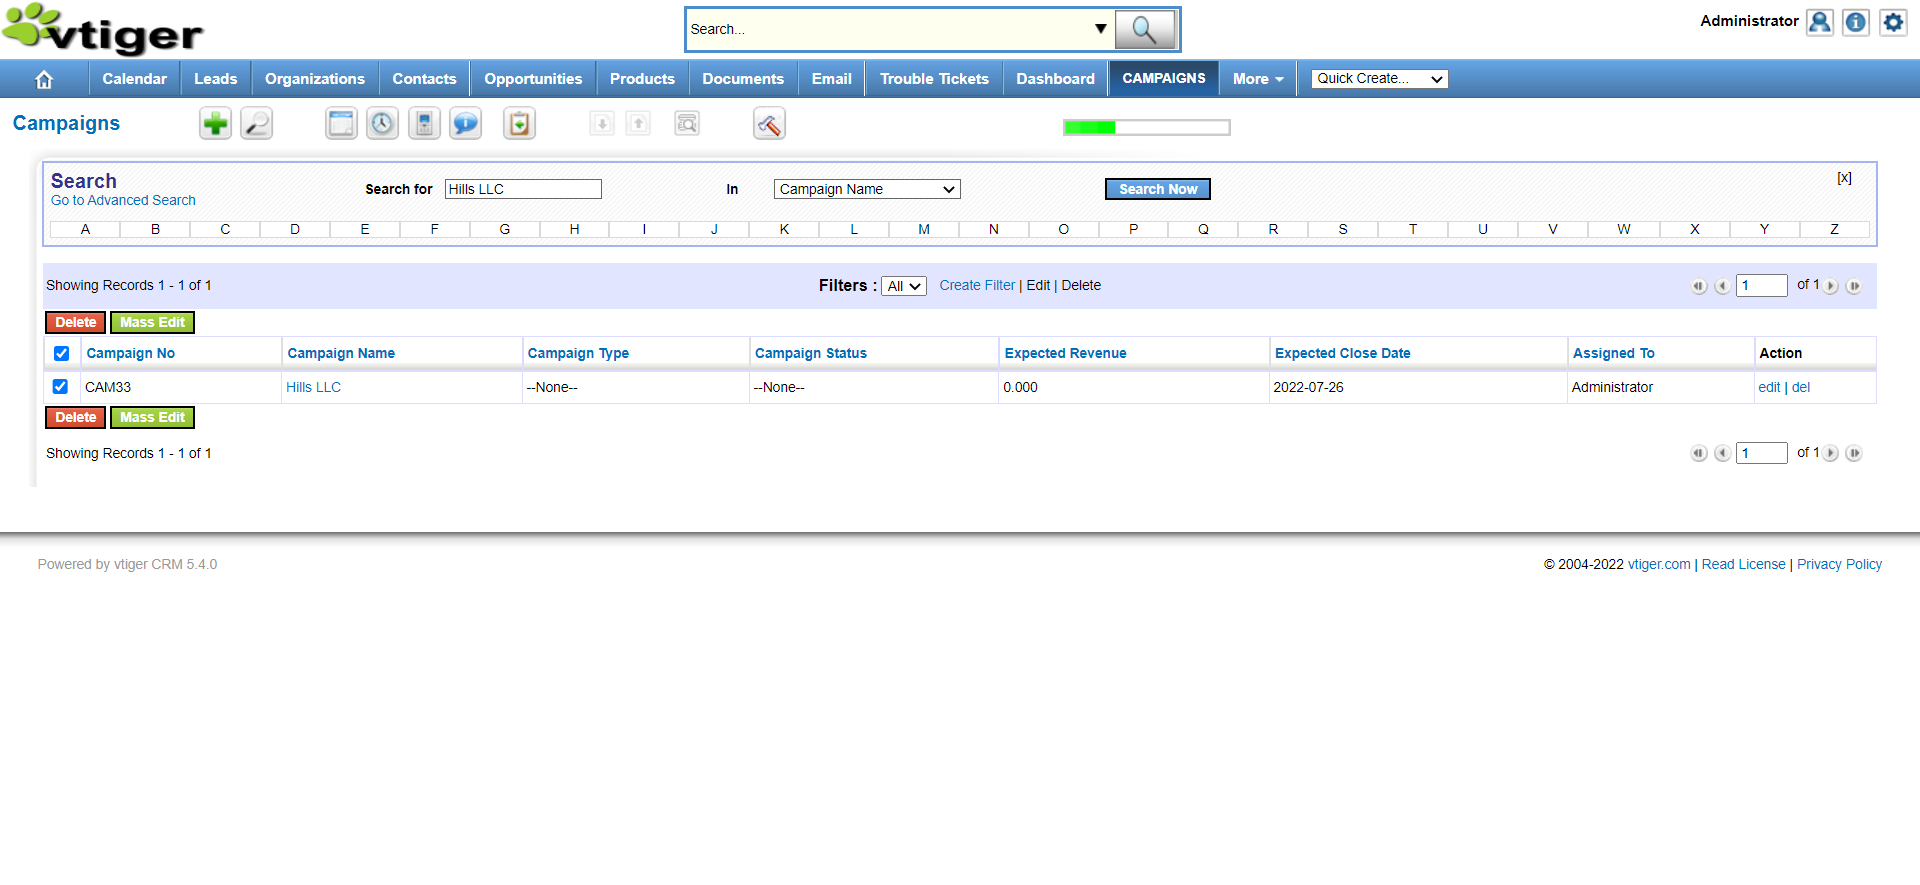 vtiger
Search...
Administrator
Calendar Leads Organizations Contacts Opportunities Products Documents Email Trouble Tickets Dashboard CAMPAIGNS More Quick Create...
Campaigns
Search
Go to Advanced Search
Search for Hills LLC In Campaign Name Search Now [x]
A B C D E F G H I J K L M N O P Q R S T U V W X Y Z
Showing Records 1 - 1 of 1 Filters : All Create Filter | Edit | Delete 1 of 1
Delete Mass Edit
Campaign No Campaign Name Campaign Type Campaign Status Expected Revenue Expected Close Date Assigned To Action
CAM33 Hills LLC --None-- --None-- 0.000 2022-07-26 Administrator edit | del
Delete Mass Edit
Showing Records 1 - 1 of 1 1 of 1
Powered by vtiger CRM 5.4.0 © 2004-2022 vtiger.com | Read License | Privacy Policy